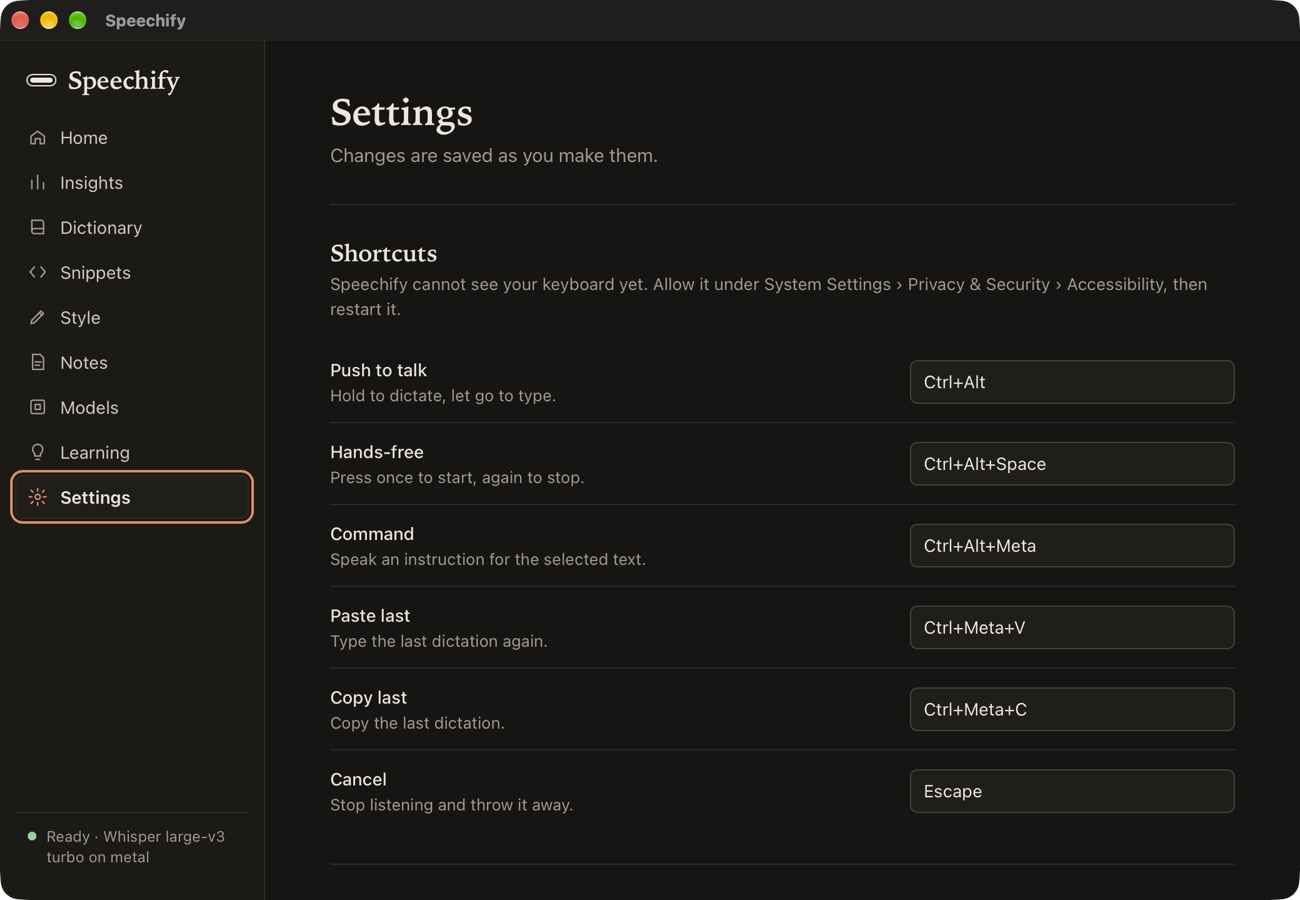 Speechify
Speechify
Home
Insights
Dictionary
Snippets
Style
Notes
Models
Learning
Settings
Ready · Whisper large-v3
turbo on metal
Settings
Changes are saved as you make them.
Shortcuts
Speechify cannot see your keyboard yet. Allow it under System Settings › Privacy & Security › Accessibility, then
restart it.
Push to talk
Hold to dictate, let go to type.
Ctrl+Alt
Hands-free
Press once to start, again to stop.
Ctrl+Alt+Space
Command
Speak an instruction for the selected text.
Ctrl+Alt+Meta
Paste last
Type the last dictation again.
Ctrl+Meta+V
Copy last
Copy the last dictation.
Ctrl+Meta+C
Cancel
Stop listening and throw it away.
Escape